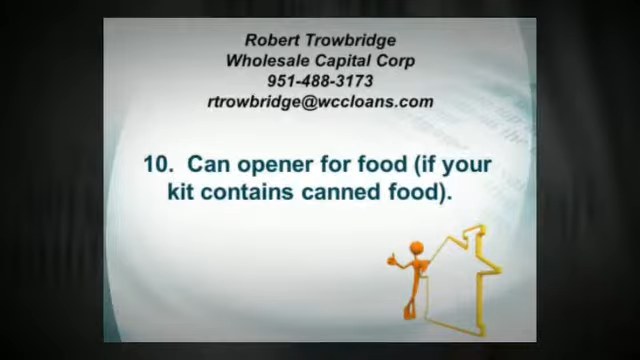 Robert Trowbridge
Wholesale Capital Corp
951-488-3173
rtrowbridge@wccloans.com
10. Can opener for food (if your
kit contains canned food).